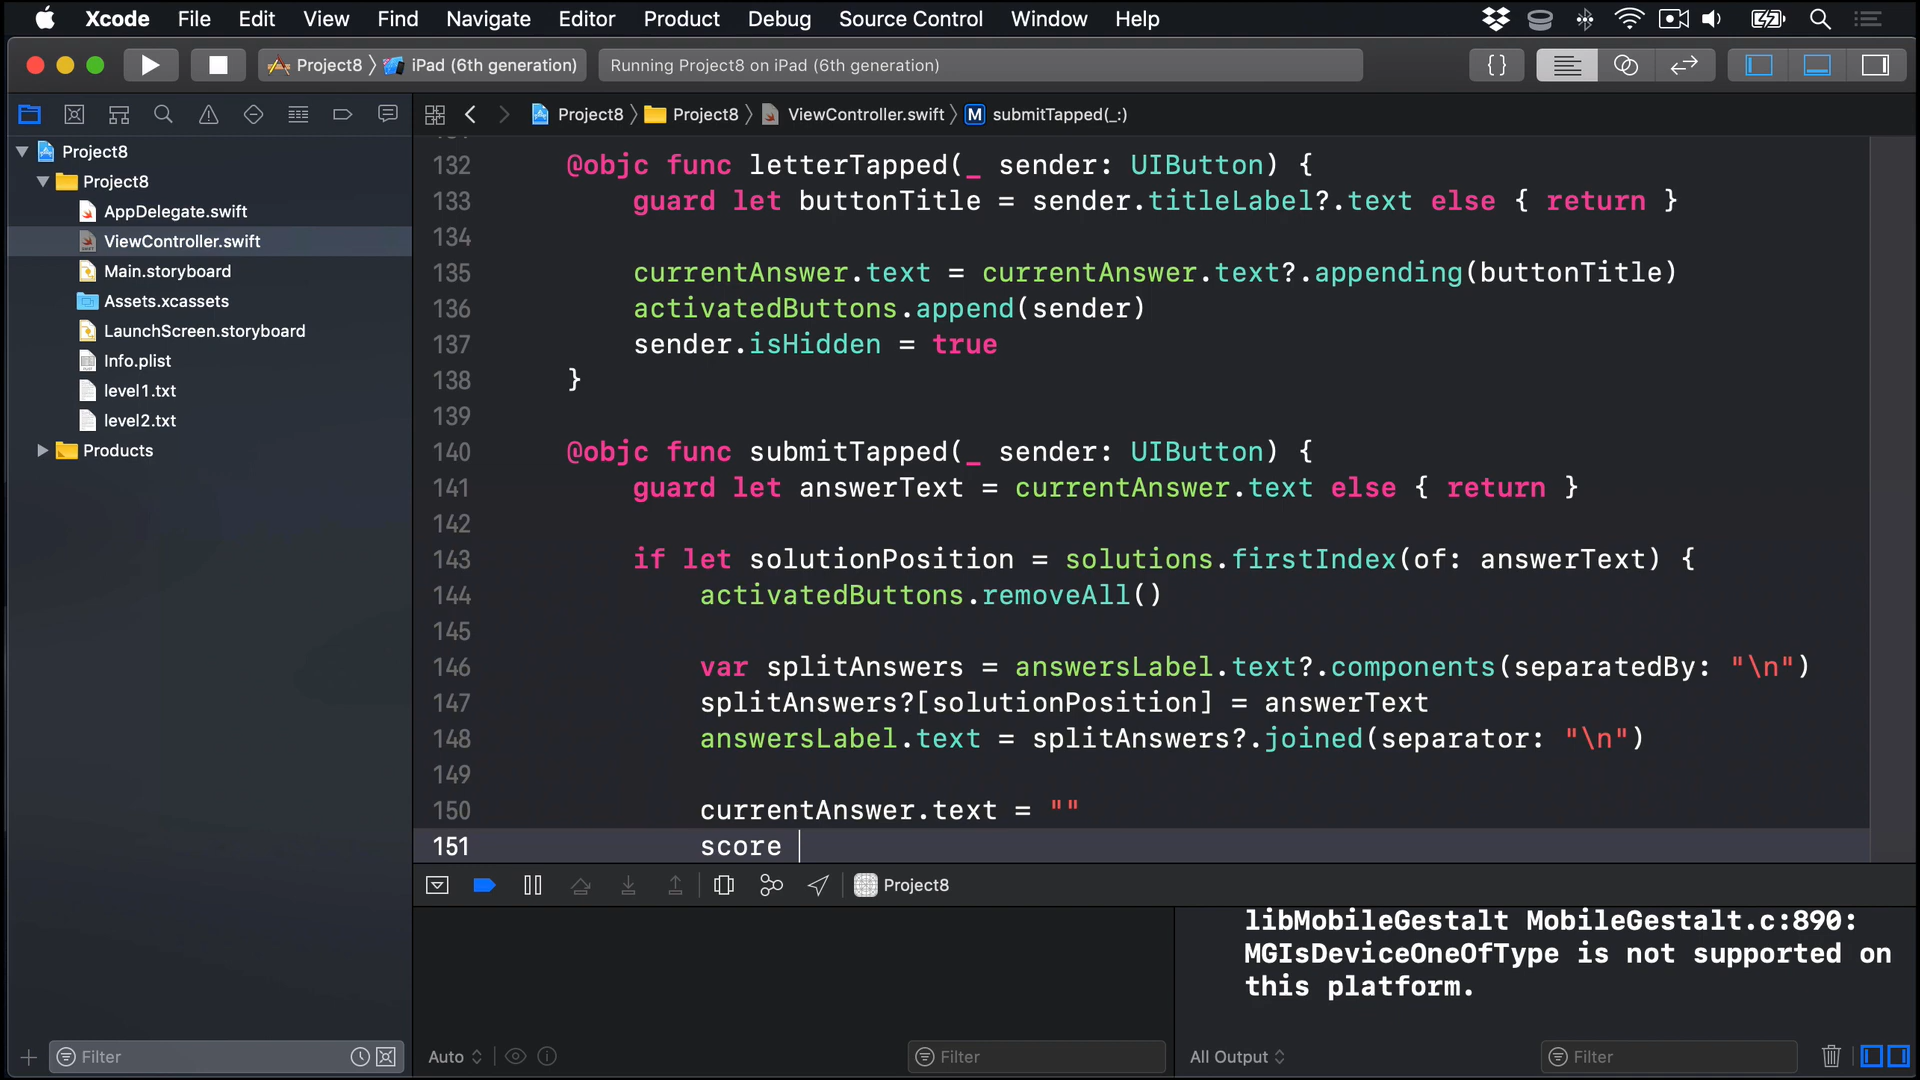 Xcode File Edit View Find Navigate Editor Product Debug Source Control Window Help
Project8 iPad (6th generation) Running Project8 on iPad (6th generation) {}
Project8 Project8 ViewController.swift M submitTapped(_:)
Project8
Project8
AppDelegate.swift
ViewController.swift
Main.storyboard
Assets.xcassets
LaunchScreen.storyboard
Info.plist
level1.txt
level2.txt
Products
132 @objc func letterTapped(_ sender: UIButton) {
133 guard let buttonTitle = sender.titleLabel?.text else { return }
134
135 currentAnswer.text = currentAnswer.text?.appending(buttonTitle)
136 activatedButtons.append(sender)
137 sender.isHidden = true
138 }
139
140 @objc func submitTapped(_ sender: UIButton) {
141 guard let answerText = currentAnswer.text else { return }
142
143 if let solutionPosition = solutions.firstIndex(of: answerText) {
144 activatedButtons.removeAll()
145
146 var splitAnswers = answersLabel.text?.components(separatedBy: "\n")
147 splitAnswers?[solutionPosition] = answerText
148 answersLabel.text = splitAnswers?.joined(separator: "\n")
149
150 currentAnswer.text = ""
151 score
Project8
libMobileGestalt MobileGestalt.c:890:
MGIsDeviceOneOfType is not supported on
this platform.
Filter Auto Filter All Output Filter